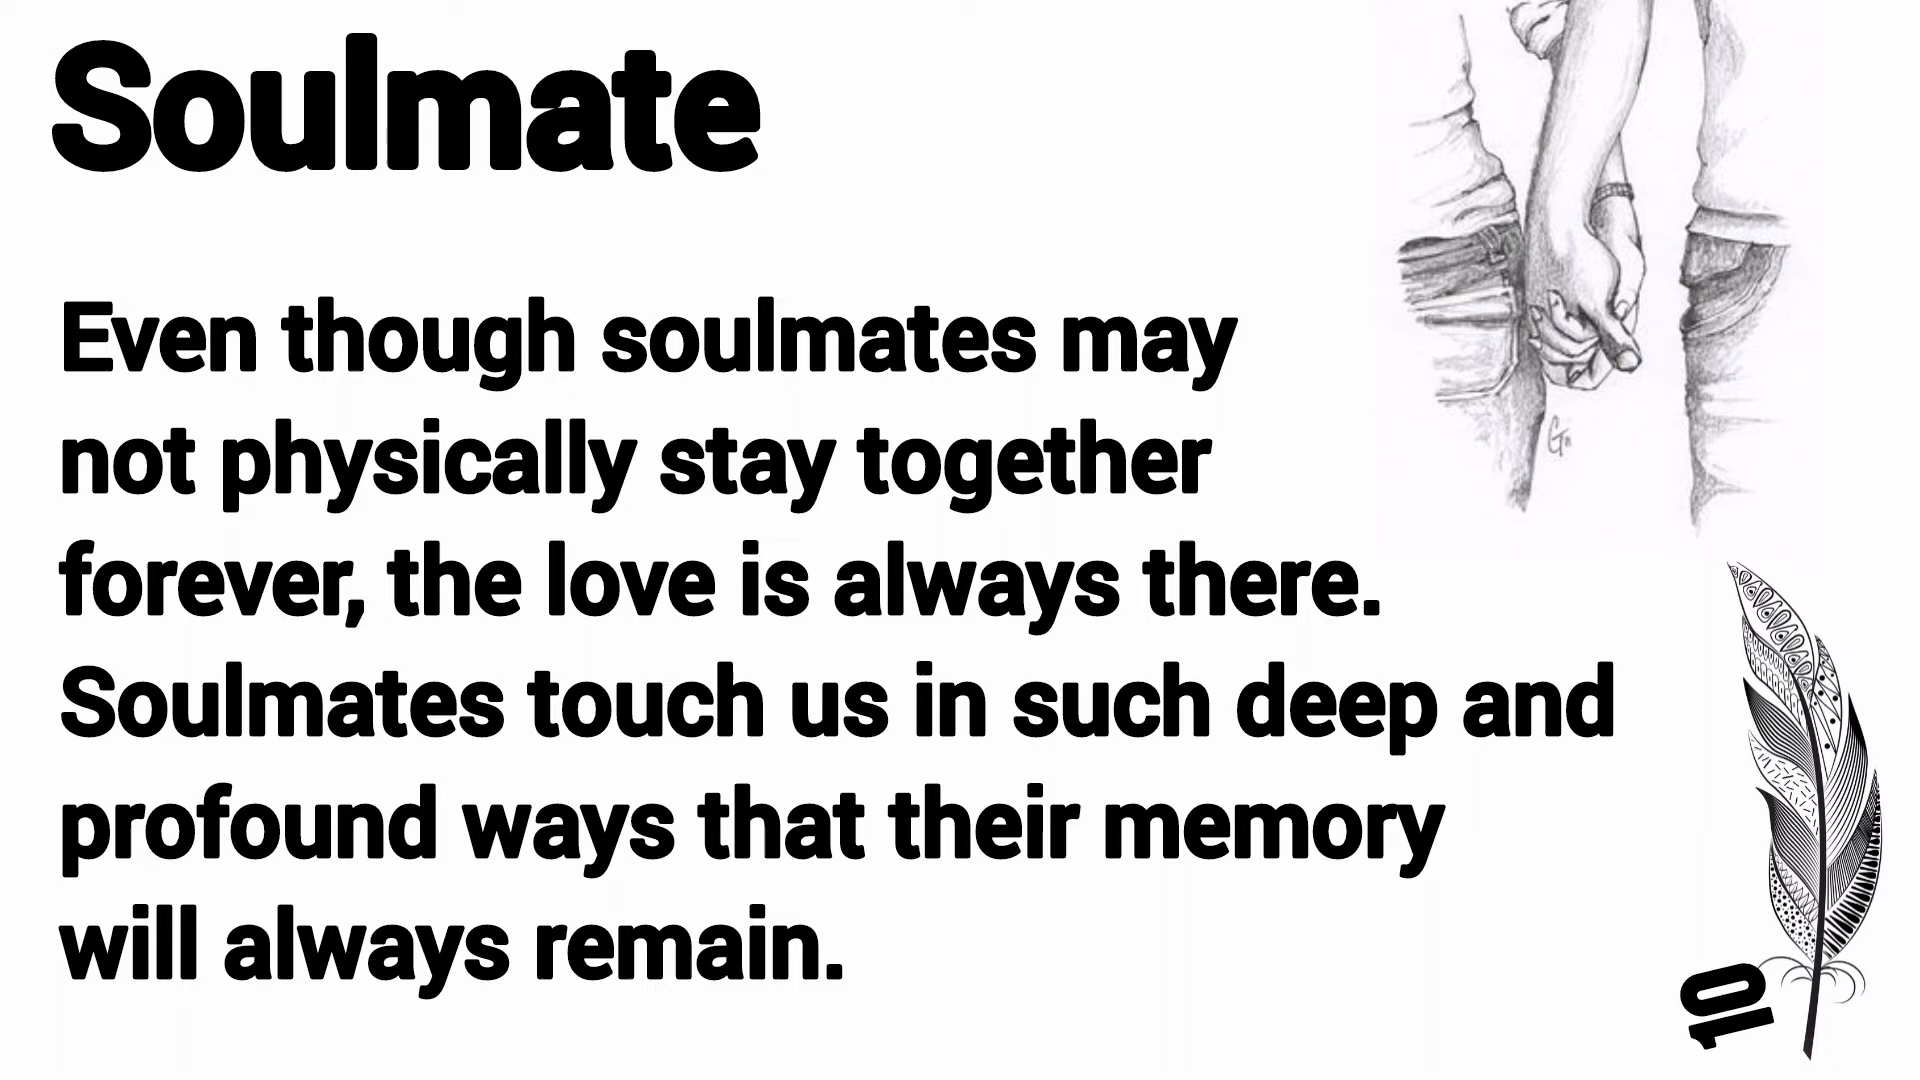 Soulmate
Even though soulmates may
not physically stay together
forever, the love is always there.
Soulmates touch us in such deep and
profound ways that their memory
will always remain.
10